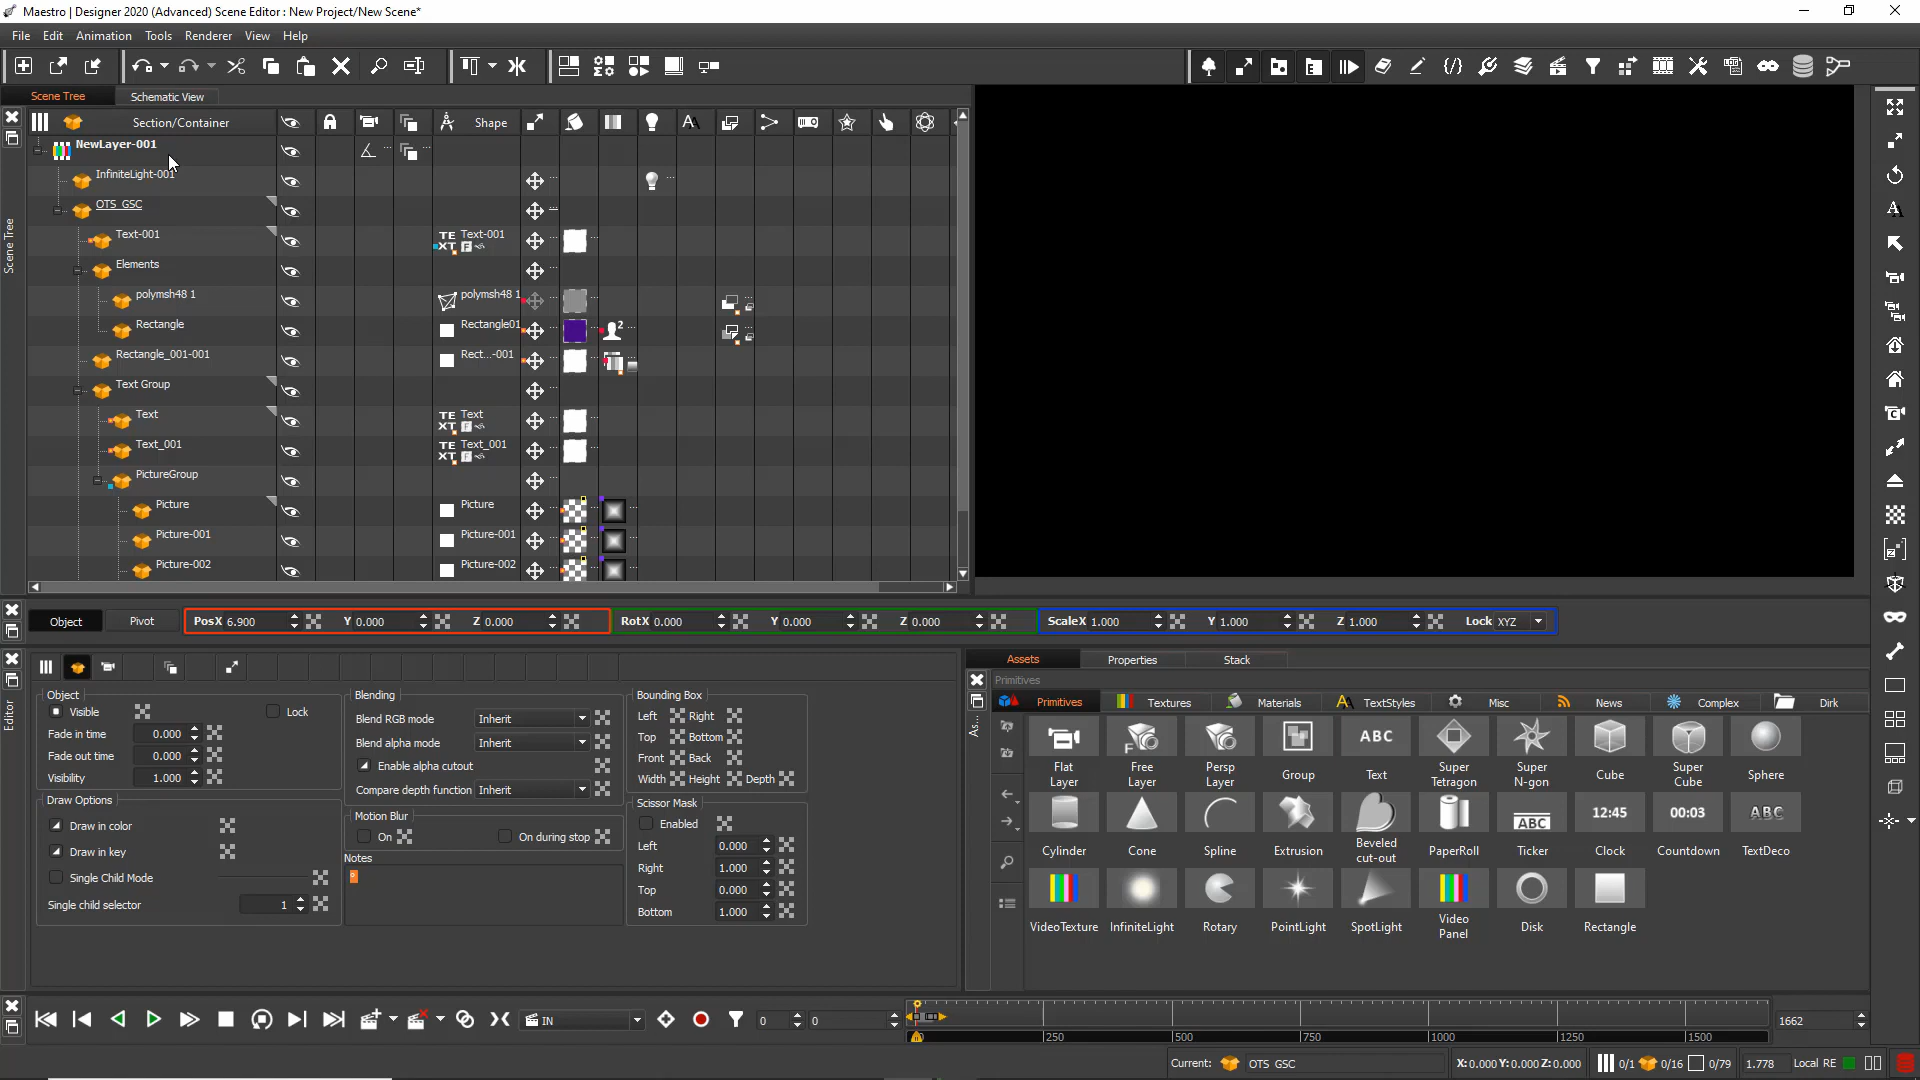 Maestro | Designer 2020 (Advanced) Scene Editor : New Project/New Scene*
File Edit Animation Tools Renderer View Help
Scene Tree Schematic View
Section/Container Shape
NewLayer-001
InfiniteLight-001
OTS_GSC
Text-001 TEXT Text-001
Elements
polymsh48 1 polymsh48 1
Rectangle Rectangle01
Rectangle_001-001 Rect...-001
Text Group
Text TEXT Text
Text_001 TEXT Text_001
PictureGroup
Picture Picture
Picture-001 Picture-001
Picture-002 Picture-002
Scene Tree
Object Pivot PosX 6.900 Y 0.000 Z 0.000 RotX 0.000 Y 0.000 Z 0.000 ScaleX 1.000 Y 1.000 Z 1.000 Lock XYZ
Editor
Object
Visible Lock
Fade in time 0.000
Fade out time 0.000
Visibility 1.000
Draw Options
Draw in color
Draw in key
Single Child Mode
Single child selector 1
Blending
Blend RGB mode Inherit
Blend alpha mode Inherit
Enable alpha cutout
Compare depth function Inherit
Motion Blur
On On during stop
Notes
Bounding Box
Left Right
Top Bottom
Front Back
Width Height Depth
Scissor Mask
Enabled
Left 0.000
Right 1.000
Top 0.000
Bottom 1.000
Assets Properties Stack
As...
Primitives
Primitives Textures Materials TextStyles Misc News Complex Dirk
ABC
Flat Layer Free Layer Persp Layer Group Text Super Tetragon Super N-gon Cube Super Cube Sphere
ABC 12:45 00:03 ABC
Cylinder Cone Spline Extrusion Beveled cut-out PaperRoll Ticker Clock Countdown TextDeco
VideoTexture InfiniteLight Rotary PointLight SpotLight Video Panel Disk Rectangle
IN 0 0 250 500 750 1000 1250 1500 1662
Current: OTS GSC X: 0.000 Y: 0.000 Z: 0.000 0/1 0/16 0/79 1.778 Local RE